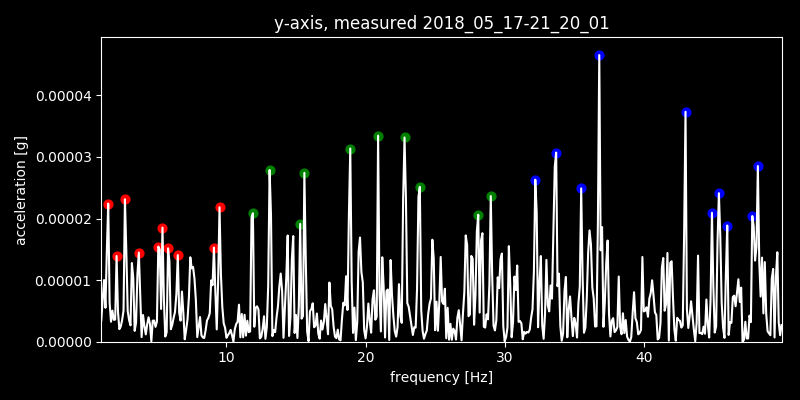 y-axis, measured 2018_05_17-21_20_01
acceleration [g]
0.00004
0.00003
0.00002
0.00001
0.00000
10 20 30 40
frequency [Hz]